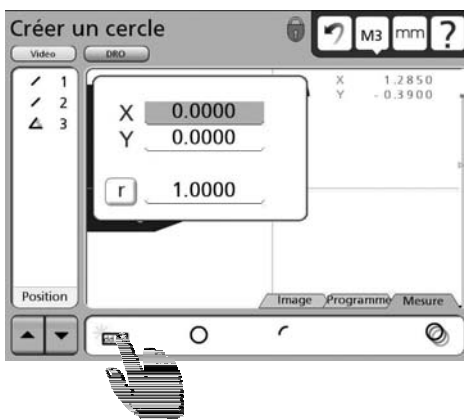 Créer un cercle
M3 mm ?
Vidéo DRO
1
2
3
X 1.2850
Y - 0.3900
X 0.0000
Y 0.0000
r 1.0000
Position
Image Programme Mesure